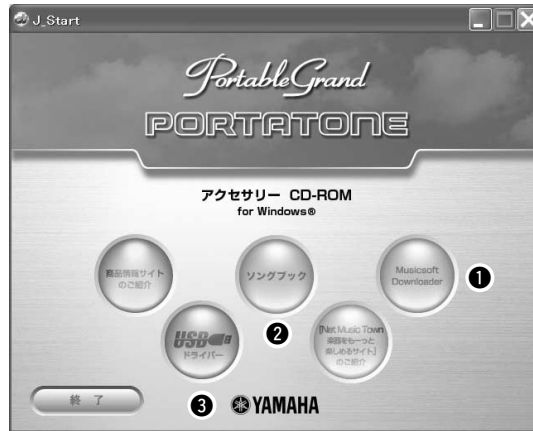 J_Start
PortableGrand
PORTATONE
アクセサリー CD-ROM
for Windows®
商品情報サイト
のご紹介
ソングブック
Musicsoft
Downloader
❶
❷
USB
ドライバー
[Net Music Town
楽器をもーっと
楽しめるサイト]
のご紹介
❸
終 了
YAMAHA